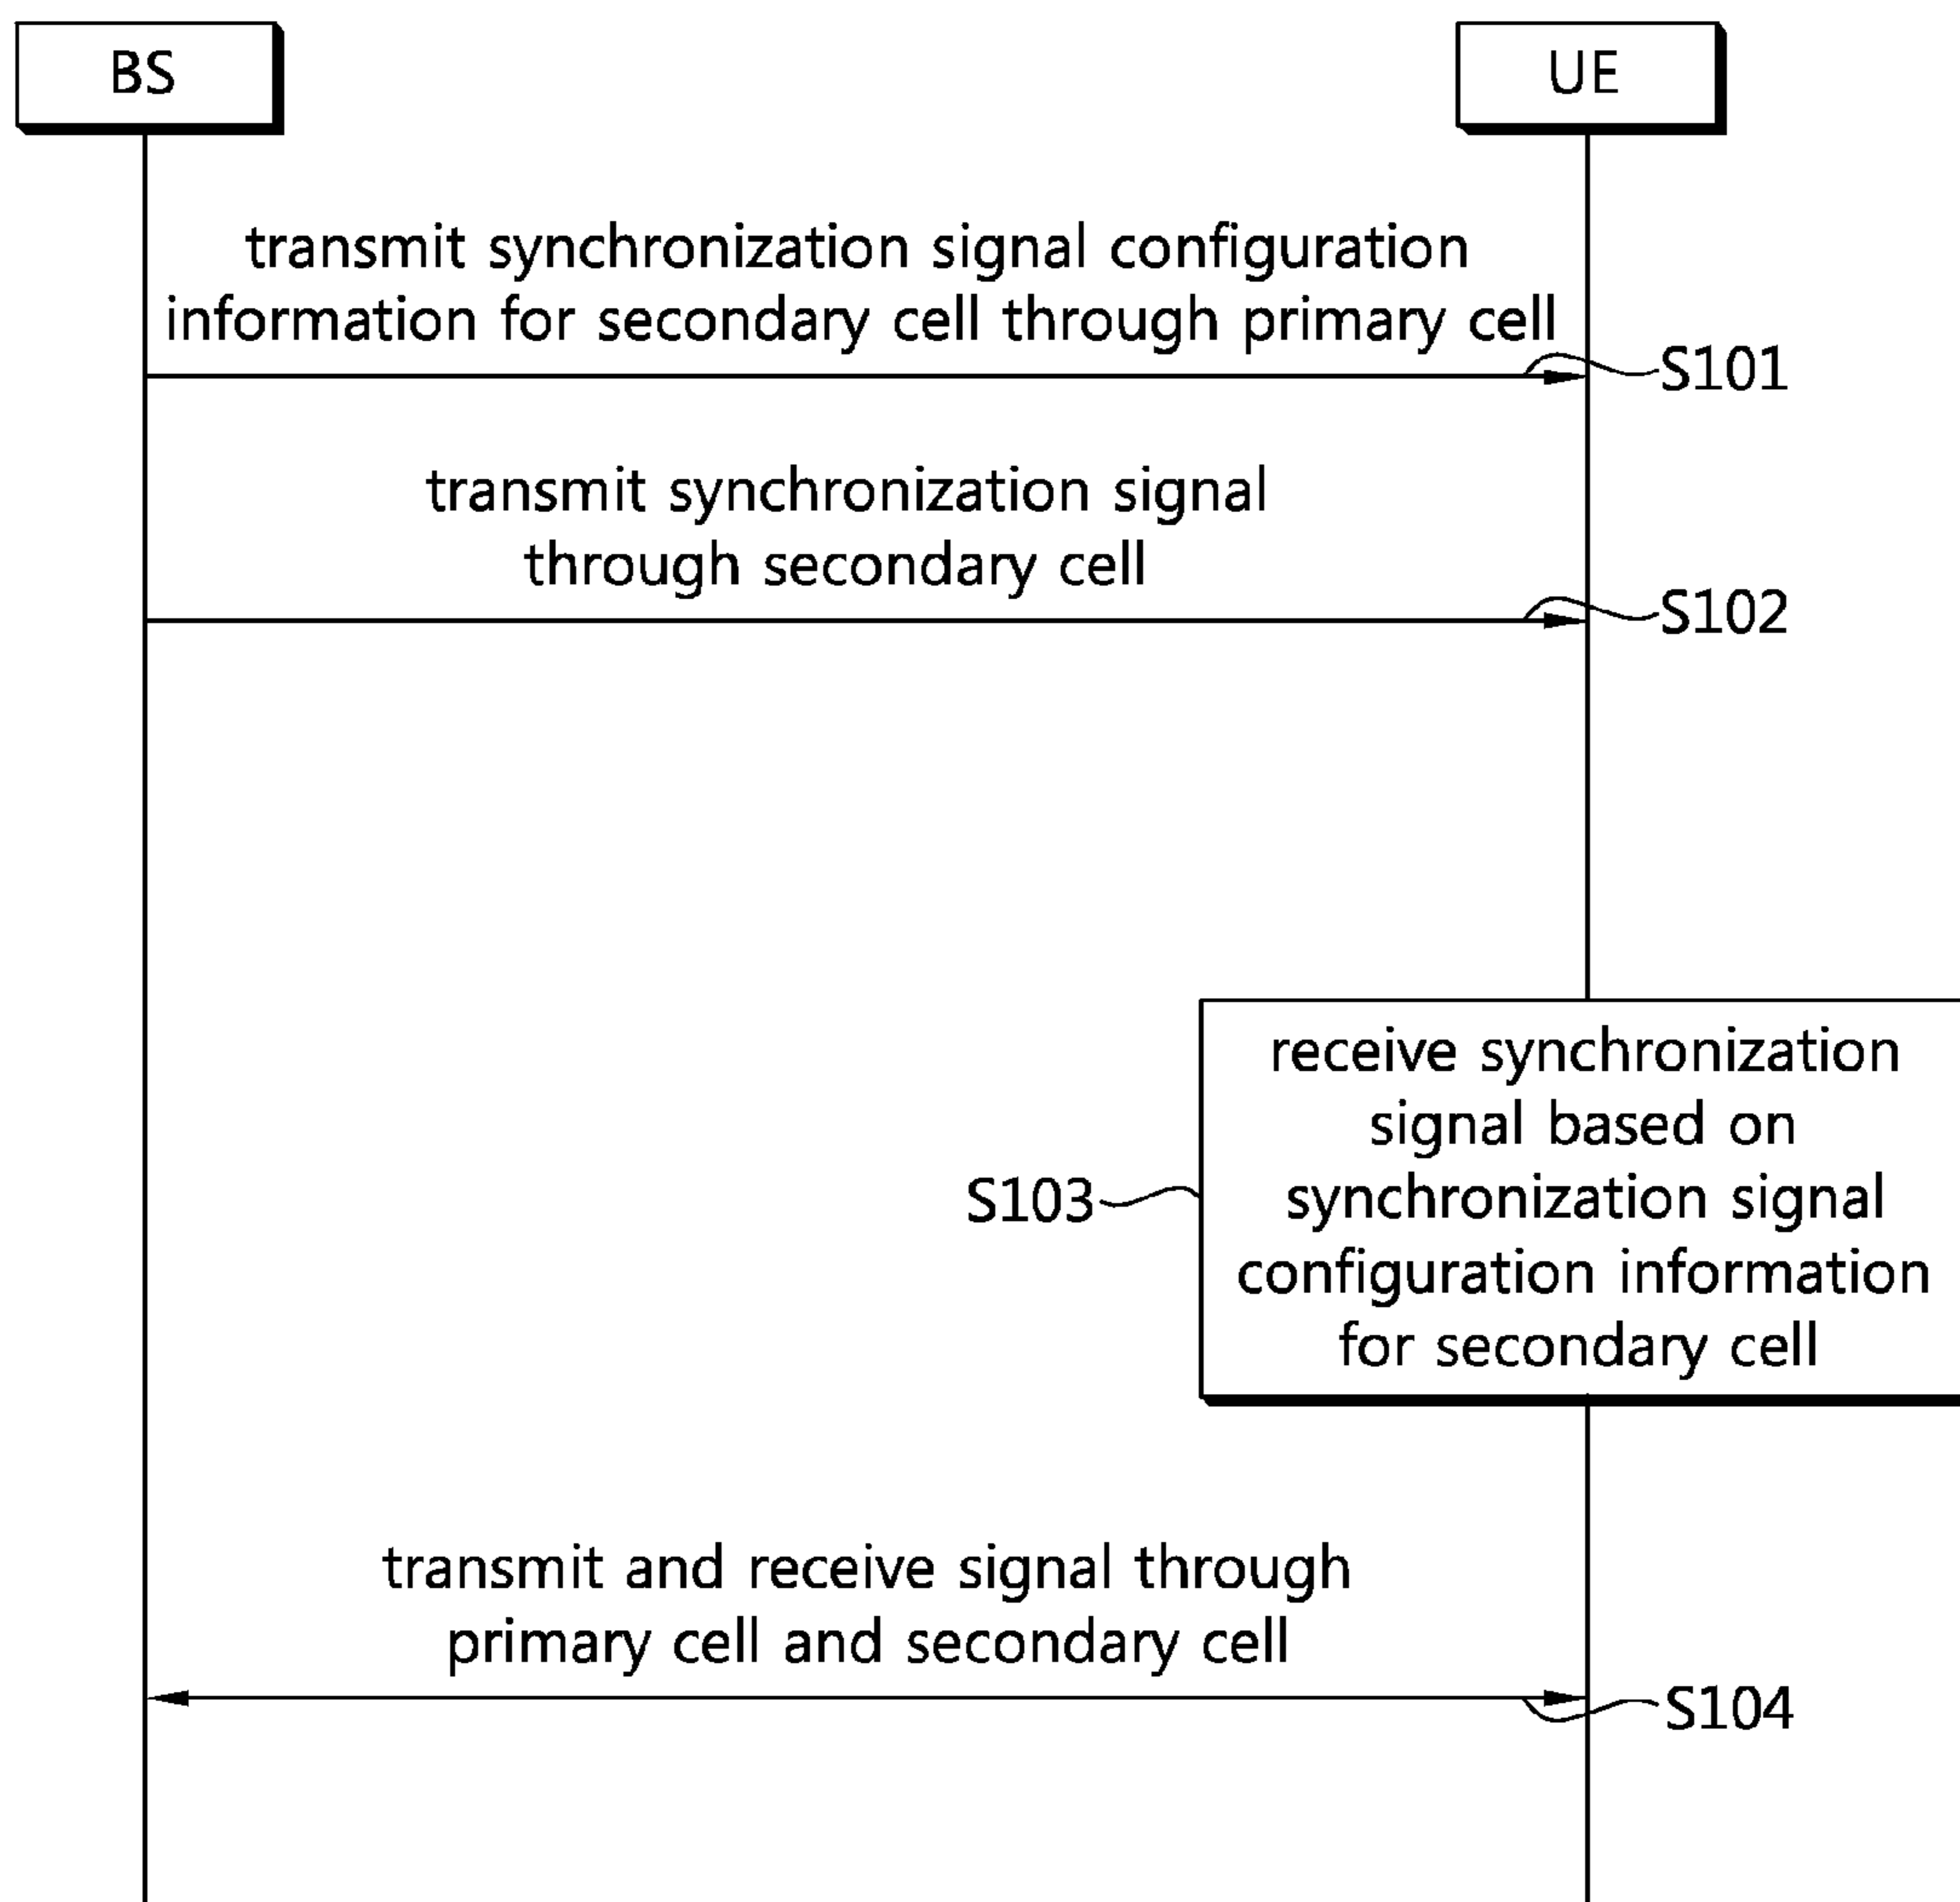 BS
UE
transmit synchronization signal configuration
information for secondary cell through primary cell
S101
transmit synchronization signal
through secondary cell
S102
receive synchronization
signal based on
synchronization signal
configuration information
for secondary cell
S103
transmit and receive signal through
primary cell and secondary cell
S104